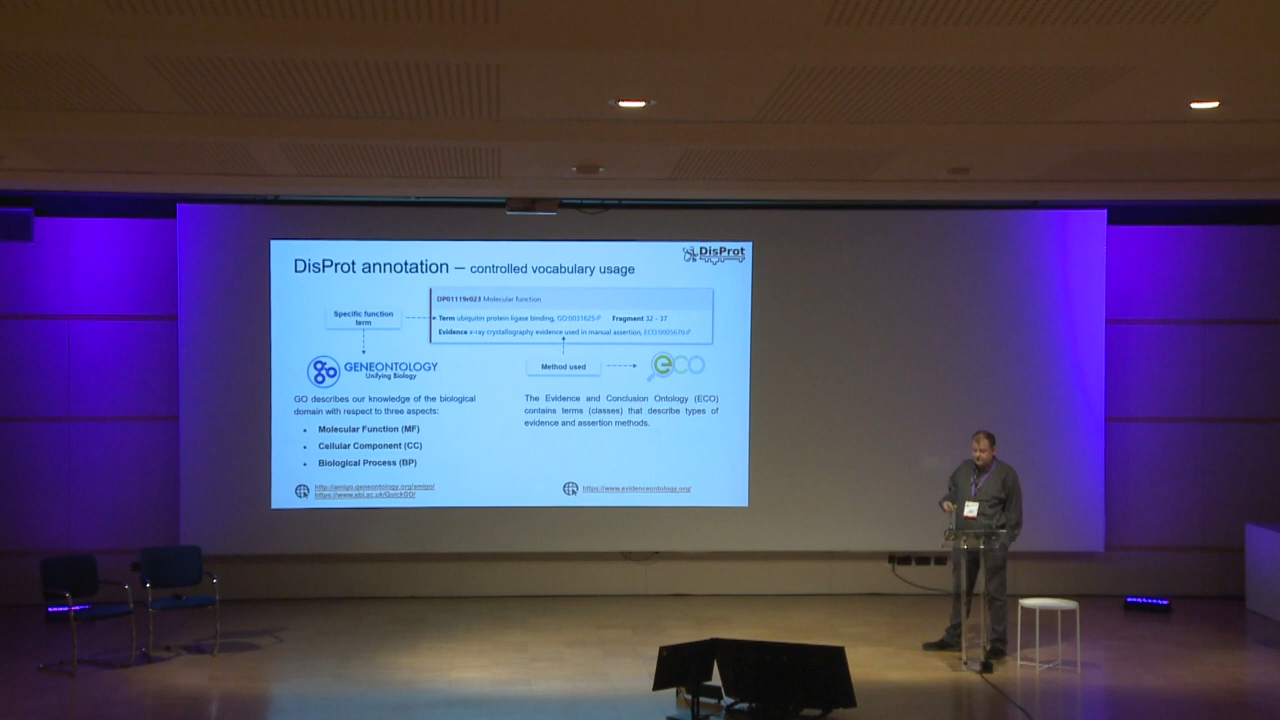 DisProt
DisProt annotation – controlled vocabulary usage
DP01119r023 Molecular function
Specific function
term
Term ubiquitin protein ligase binding, GO:0031625 Fragment 32 - 37
Evidence x-ray crystallography evidence used in manual assertion, ECO:0005670
GENEONTOLOGY
Unifying Biology
Method used
eco
GO describes our knowledge of the biological
domain with respect to three aspects:
• Molecular Function (MF)
• Cellular Component (CC)
• Biological Process (BP)
The Evidence and Conclusion Ontology (ECO)
contains terms (classes) that describe types of
evidence and assertion methods.
http://amigo.geneontology.org/amigo/
https://www.ebi.ac.uk/QuickGO/
https://www.evidenceontology.org/